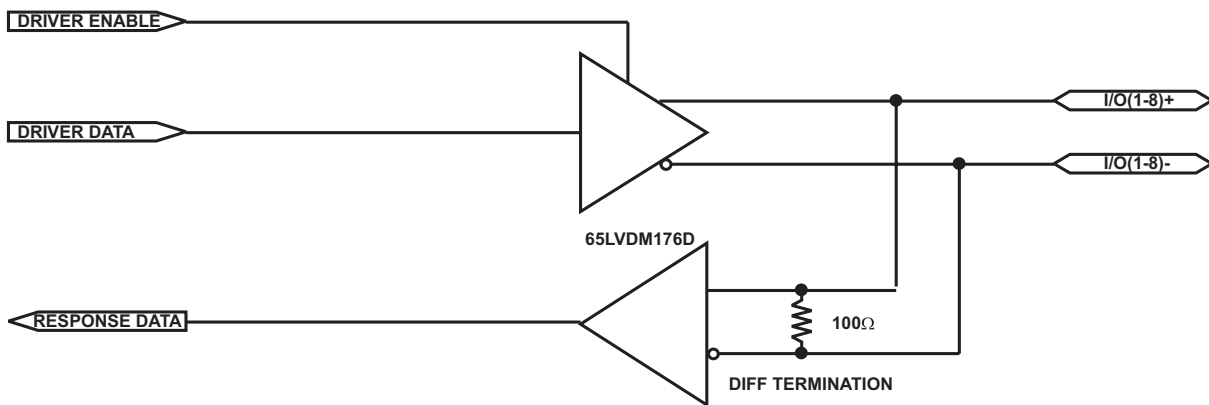 DRIVER ENABLE
I/O(1-8)+
DRIVER DATA
I/O(1-8)-
65LVDM176D
RESPONSE DATA
100Ω
DIFF TERMINATION